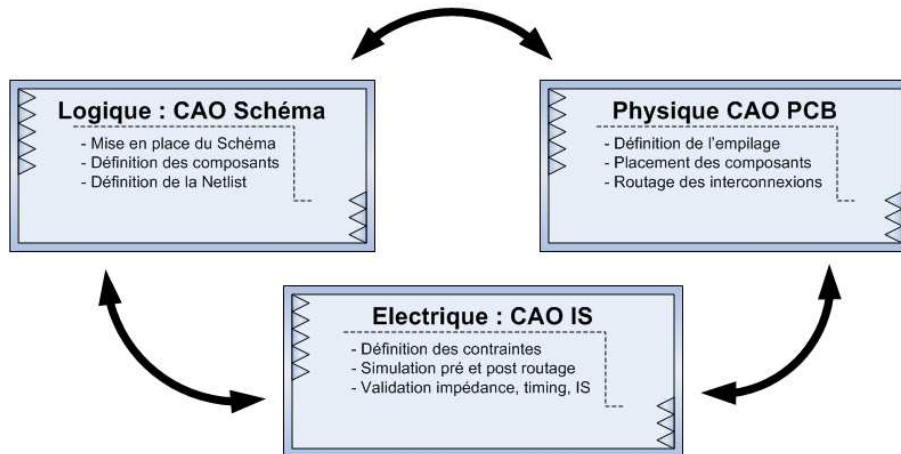 Logique : CAO Schéma
- Mise en place du Schéma
- Définition des composants
- Définition de la Netlist
Physique CAO PCB
- Définition de l'empilage
- Placement des composants
- Routage des interconnexions
Electrique : CAO IS
- Définition des contraintes
- Simulation pré et post routage
- Validation impédance, timing, IS